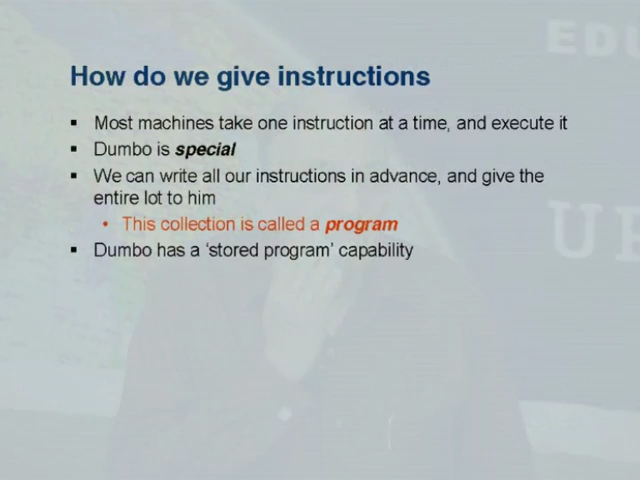 How do we give instructions
▪ Most machines take one instruction at a time, and execute it
▪ Dumbo is special
▪ We can write all our instructions in advance, and give the
entire lot to him
• This collection is called a program
▪ Dumbo has a ‘stored program’ capability
EDU